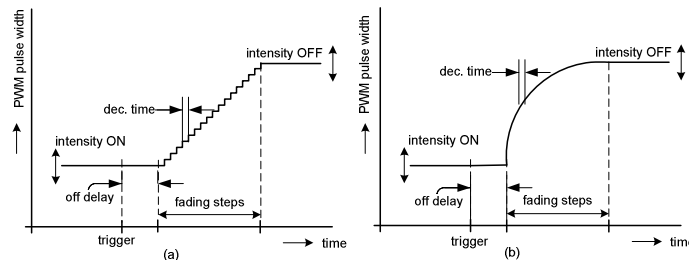 PWM pulse width
intensity OFF
dec. time
intensity ON
off delay
fading steps
trigger
time
(a)
PWM pulse width
intensity OFF
dec. time
intensity ON
off delay
fading steps
trigger
time
(b)